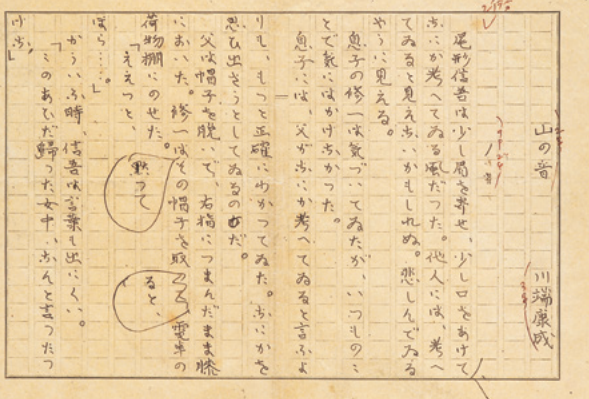 山の音
川端康成
尾形信吾は少し眉を寄せ、少し口をあけて
なにか考へてゐる風だつた。他人には、考へ
てゐると見えないかもしれぬ。悲しんでゐる
やうに見える。
息子の修一は気づいてゐたが、いつものこ
とで気にはかけなかつた。
息子には、父がなにか考へてゐると言ふよ
りも、もつと正確にわかつてゐた。なにかを
思ひ出さうとしてゐるのだ。
父は帽子を脱いで、右指につまんだまま膝
においた。修一は
その帽子を取
電車の
荷物棚にのせた。
黙つて
ると、
「ええつと、
ほら……。」
かういふ時、信吾は言葉も出にくい。
「このあひだ歸つた女中、なんと言つたつ
け